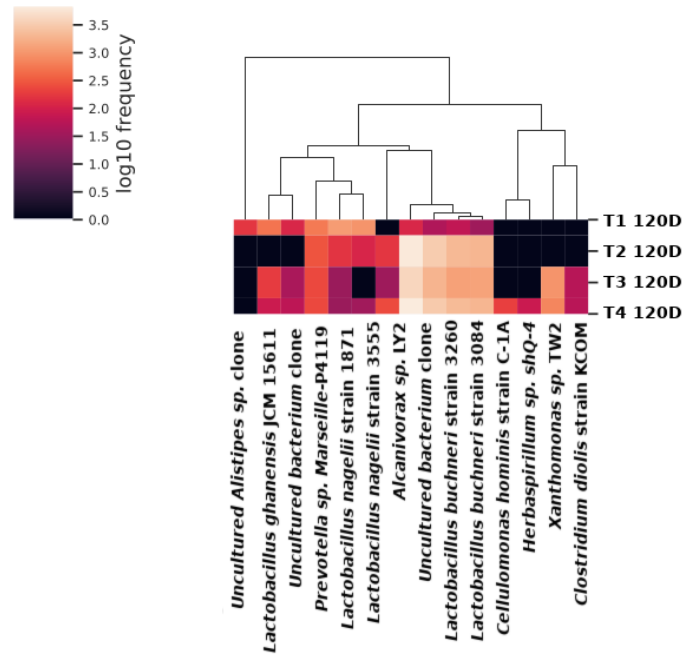 3.5
3.0
2.5
2.0
1.5
1.0
0.5
0.0
log10 frequency
T1 120D
T2 120D
T3 120D
T4 120D
Uncultured Alistipes sp. clone
Lactobacillus ghanensis JCM 15611
Uncultured bacterium clone
Prevotella sp. Marseille-P4119
Lactobacillus nagelii strain 1871
Lactobacillus nagelii strain 3555
Alcanivorax sp. LY2
Uncultured bacterium clone
Lactobacillus buchneri strain 3260
Lactobacillus buchneri strain 3084
Cellulomonas hominis strain C-1A
Herbaspirillum sp. shQ-4
Xanthomonas sp. TW2
Clostridium diolis strain KCOM